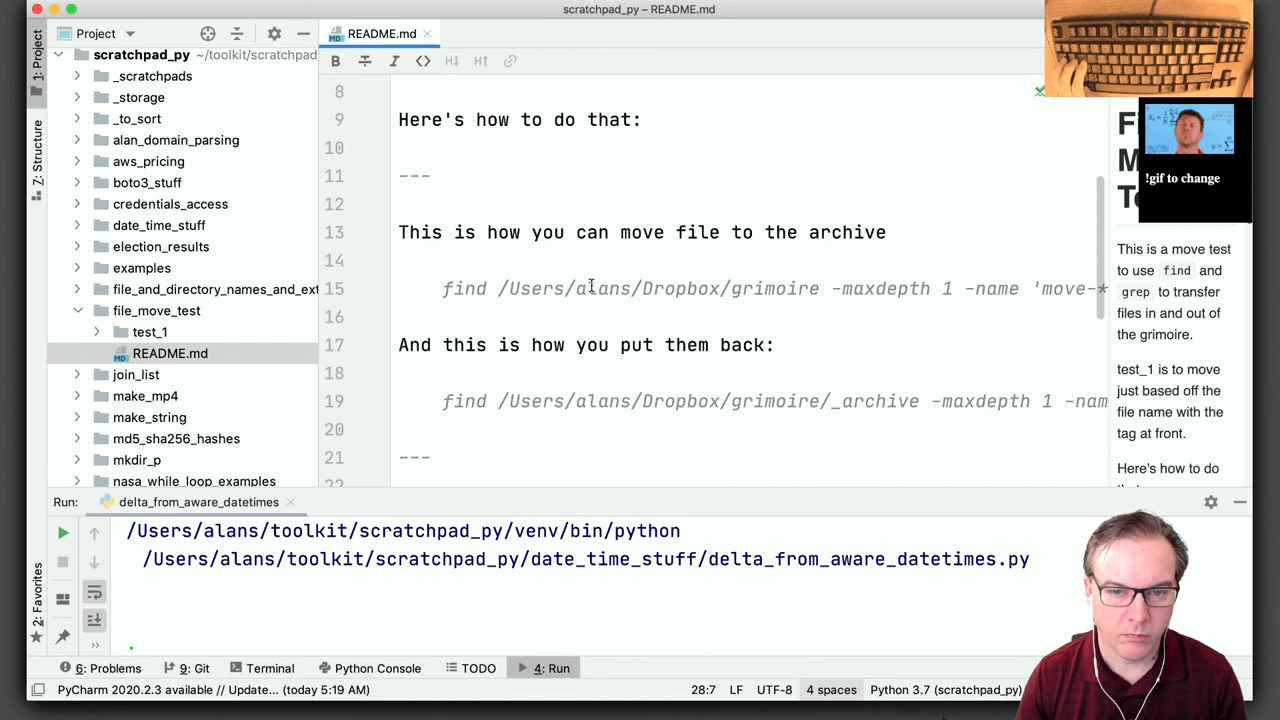 scratchpad_py – README.md
Project
README.md
1: Project
Z: Structure
2: Favorites
scratchpad_py ~/toolkit/scratchpad_
_scratchpads
_storage
_to_sort
alan_domain_parsing
aws_pricing
boto3_stuff
credentials_access
date_time_stuff
election_results
examples
file_and_directory_names_and_ext
file_move_test
test_1
README.md
join_list
make_mp4
make_string
md5_sha256_hashes
mkdir_p
nasa_while_loop_examples
B I <> H↓ H↑
8
9 Here's how to do that:
10
11 ---
12
13 This is how you can move file to the archive
14
15 find /Users/alans/Dropbox/grimoire -maxdepth 1 -name 'move-*
16
17 And this is how you put them back:
18
19 find /Users/alans/Dropbox/grimoire/_archive -maxdepth 1 -nam
20
21 ---
22
!gif to change
This is a move test
to use find and
grep to transfer
files in and out of
the grimoire.
test_1 is to move
just based off the
file name with the
tag at front.
Here's how to do
Run: delta_from_aware_datetimes
/Users/alans/toolkit/scratchpad_py/venv/bin/python
/Users/alans/toolkit/scratchpad_py/date_time_stuff/delta_from_aware_datetimes.py
6: Problems 9: Git Terminal Python Console TODO 4: Run
PyCharm 2020.2.3 available // Update... (today 5:19 AM) 28:7 LF UTF-8 4 spaces Python 3.7 (scratchpad_py)